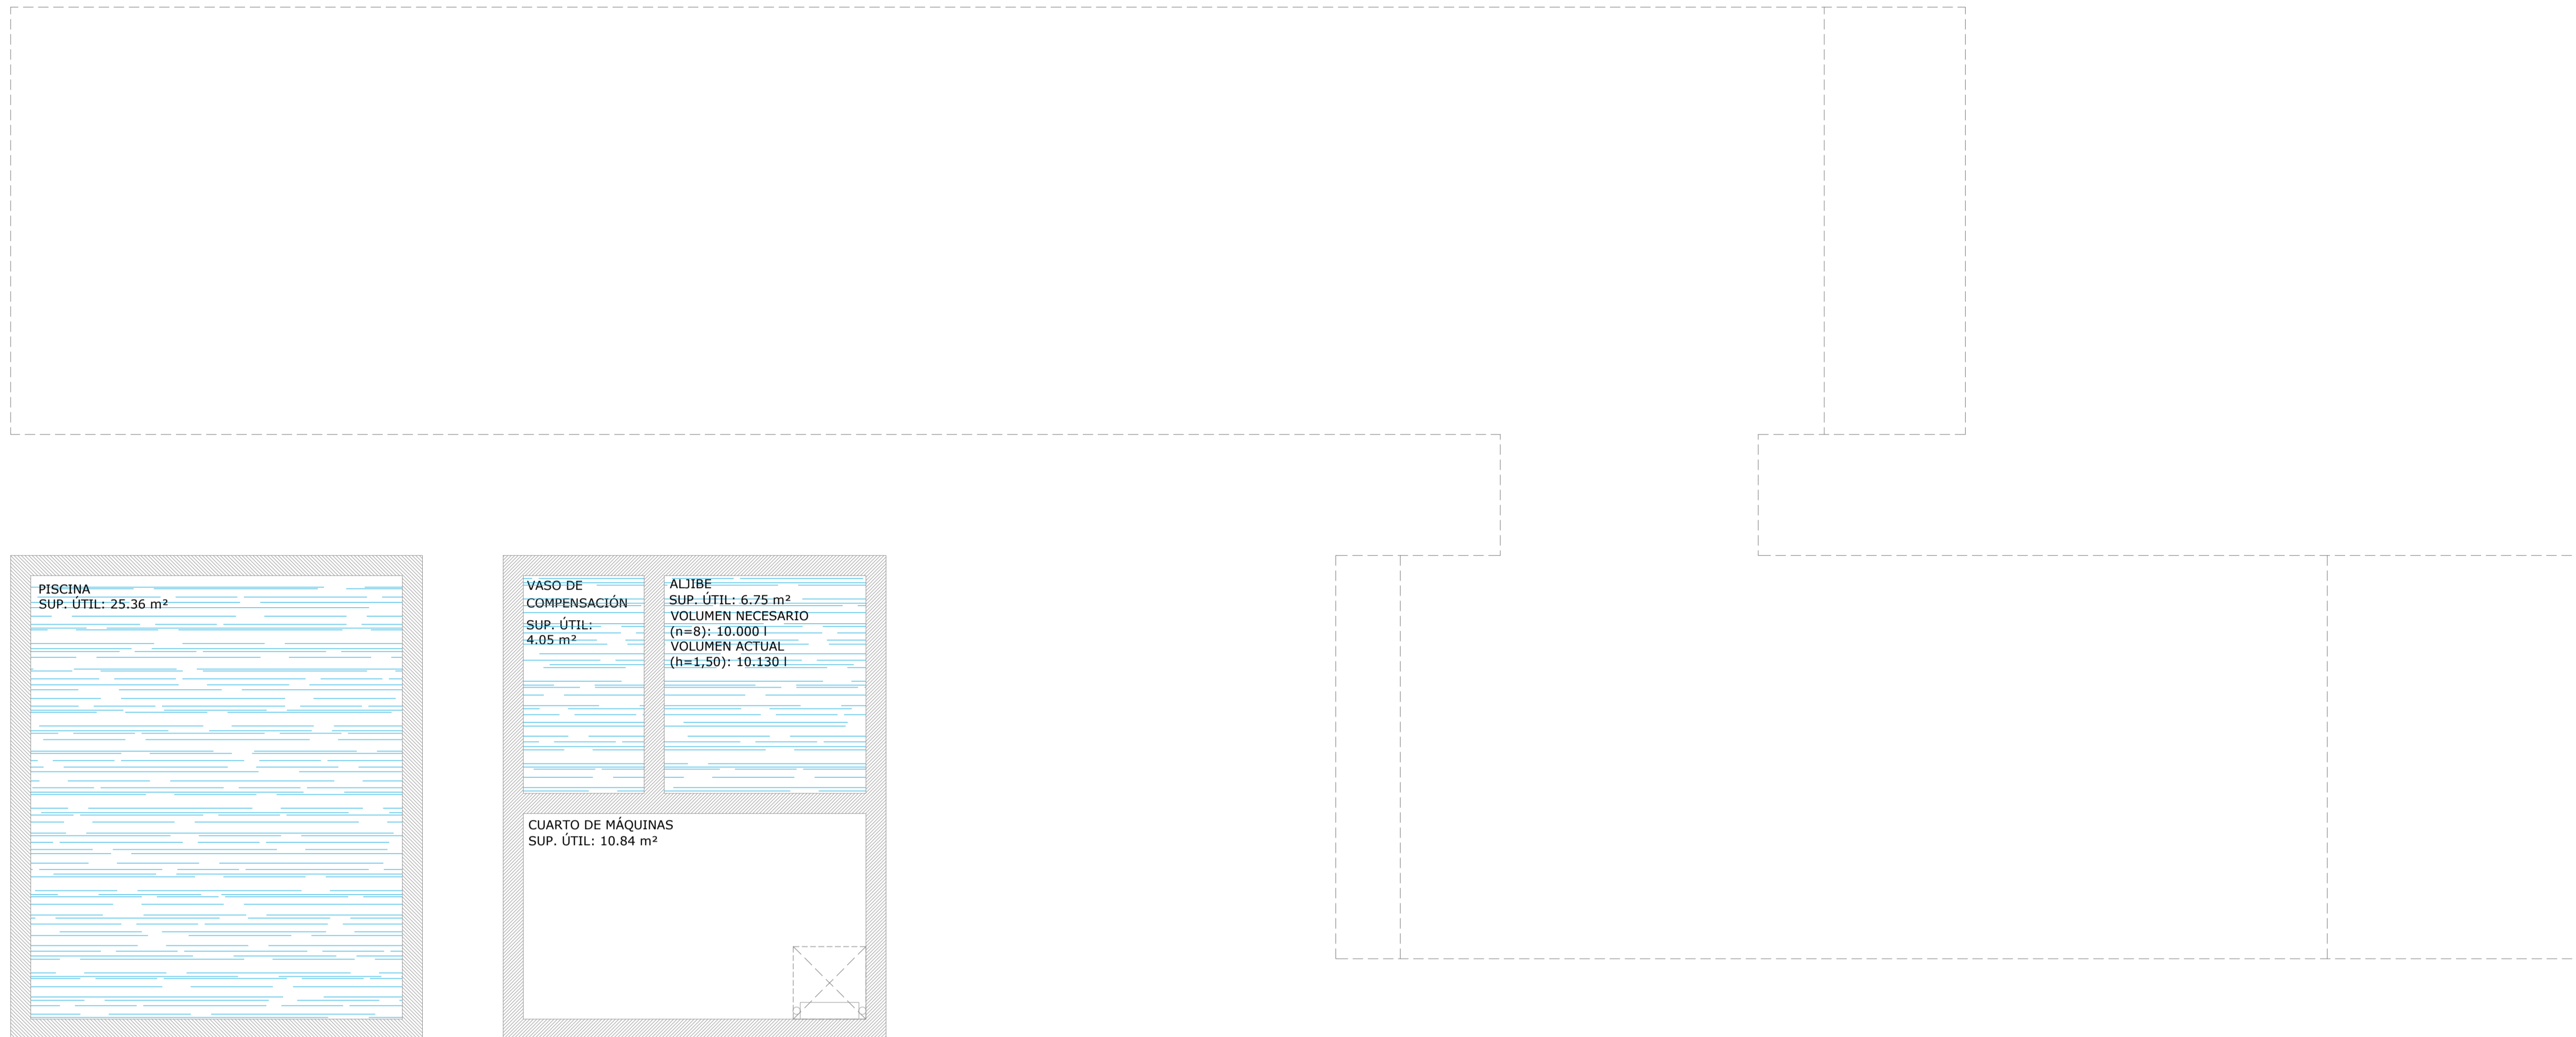 PISCINA
SUP. ÚTIL: 25.36 m²
VASO DE
COMPENSACIÓN
SUP. ÚTIL:
4.05 m²
ALJIBE
SUP. ÚTIL: 6.75 m²
VOLUMEN NECESARIO
(n=8): 10.000 l
VOLUMEN ACTUAL
(h=1,50): 10.130 l
CUARTO DE MÁQUINAS
SUP. ÚTIL: 10.84 m²